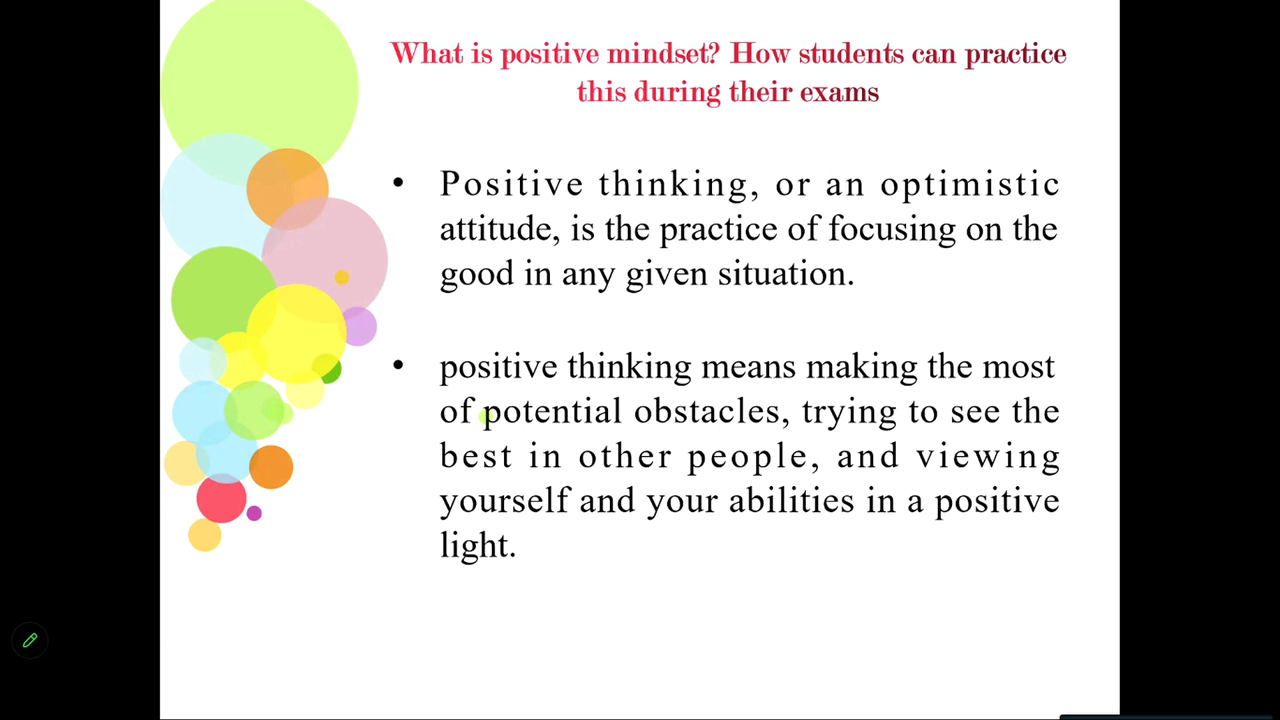 What is positive mindset? How students can practice
this during their exams
• Positive thinking, or an optimistic
attitude, is the practice of focusing on the
good in any given situation.
• positive thinking means making the most
of potential obstacles, trying to see the
best in other people, and viewing
yourself and your abilities in a positive
light.